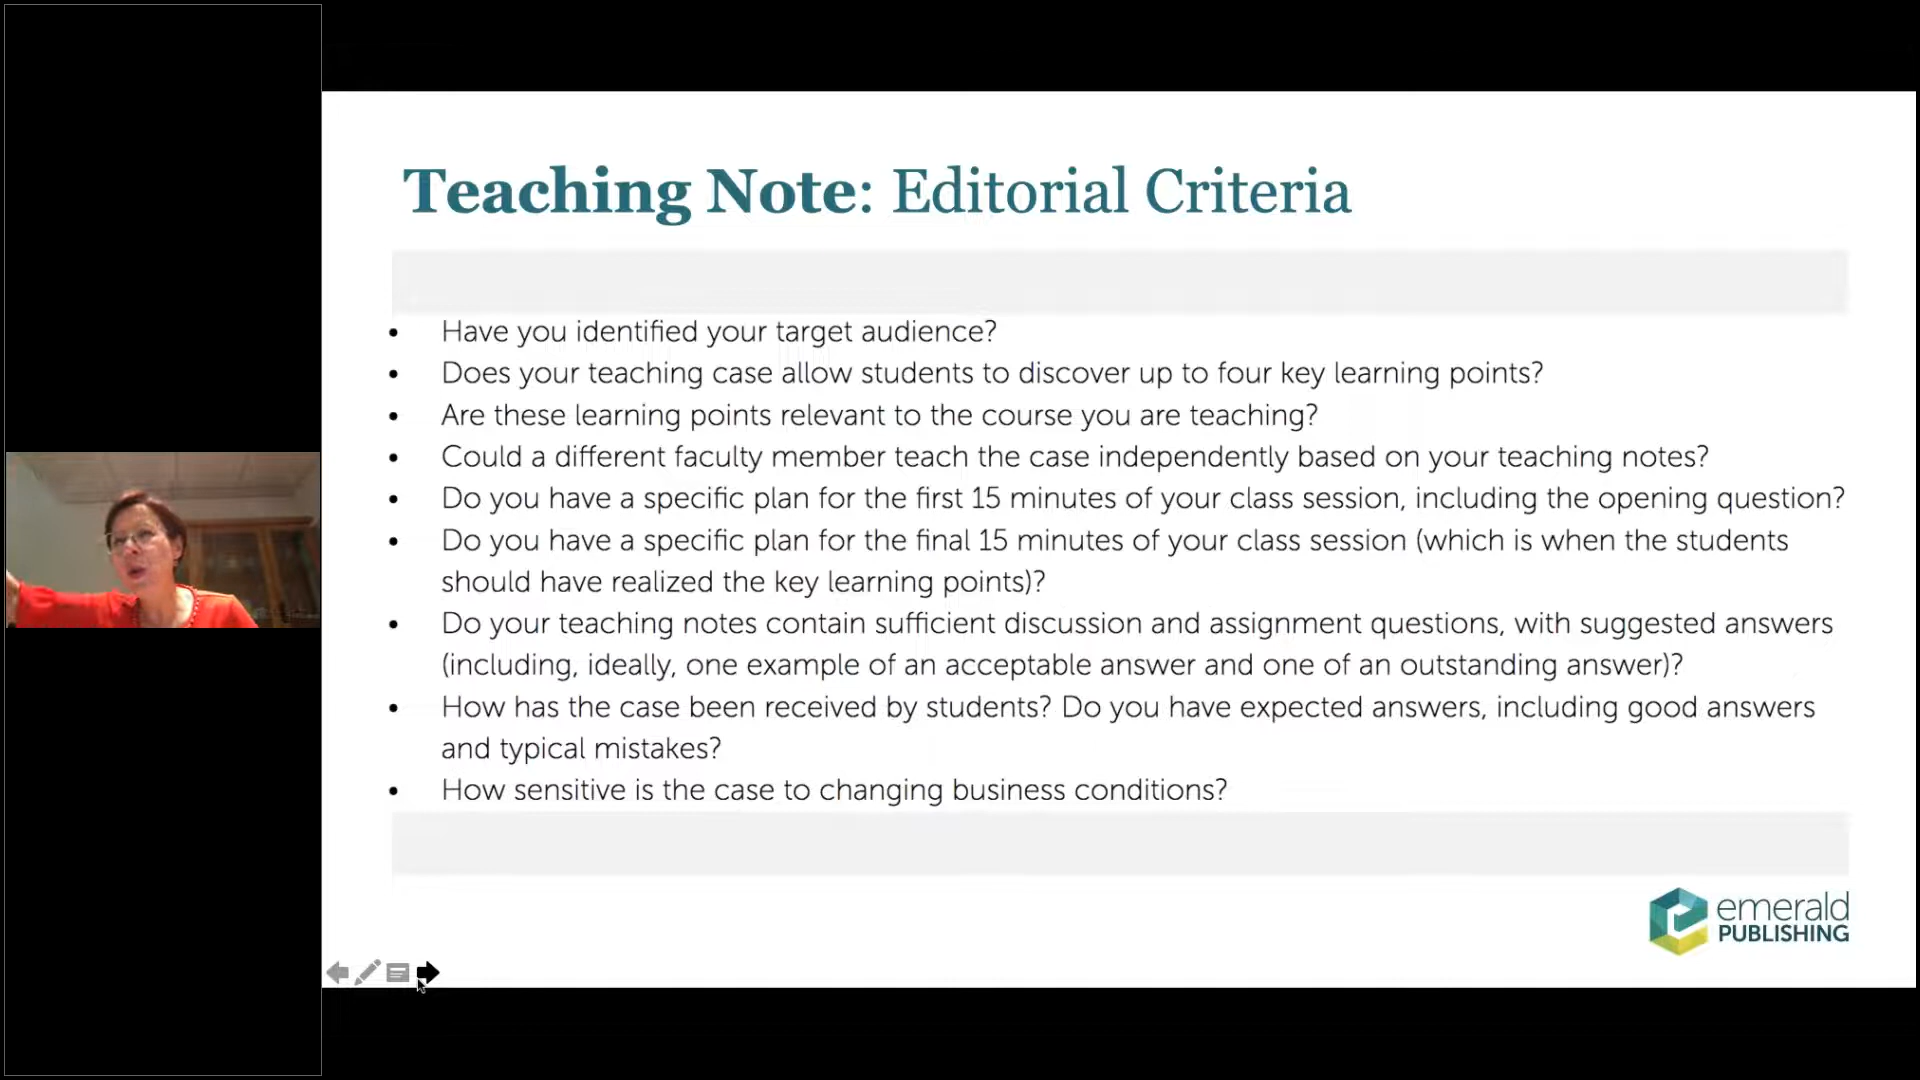 Teaching Note: Editorial Criteria
• Have you identified your target audience?
• Does your teaching case allow students to discover up to four key learning points?
• Are these learning points relevant to the course you are teaching?
• Could a different faculty member teach the case independently based on your teaching notes?
• Do you have a specific plan for the first 15 minutes of your class session, including the opening question?
• Do you have a specific plan for the final 15 minutes of your class session (which is when the students
should have realized the key learning points)?
• Do your teaching notes contain sufficient discussion and assignment questions, with suggested answers
(including, ideally, one example of an acceptable answer and one of an outstanding answer)?
• How has the case been received by students? Do you have expected answers, including good answers
and typical mistakes?
• How sensitive is the case to changing business conditions?
emerald
PUBLISHING